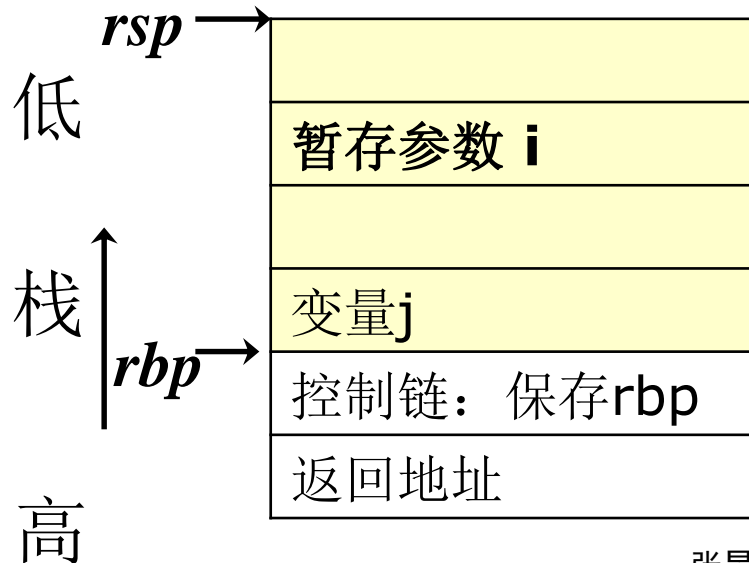 rsp
低
暂存参数 i
栈
变量j
rbp
控制链：保存rbp
返回地址
高